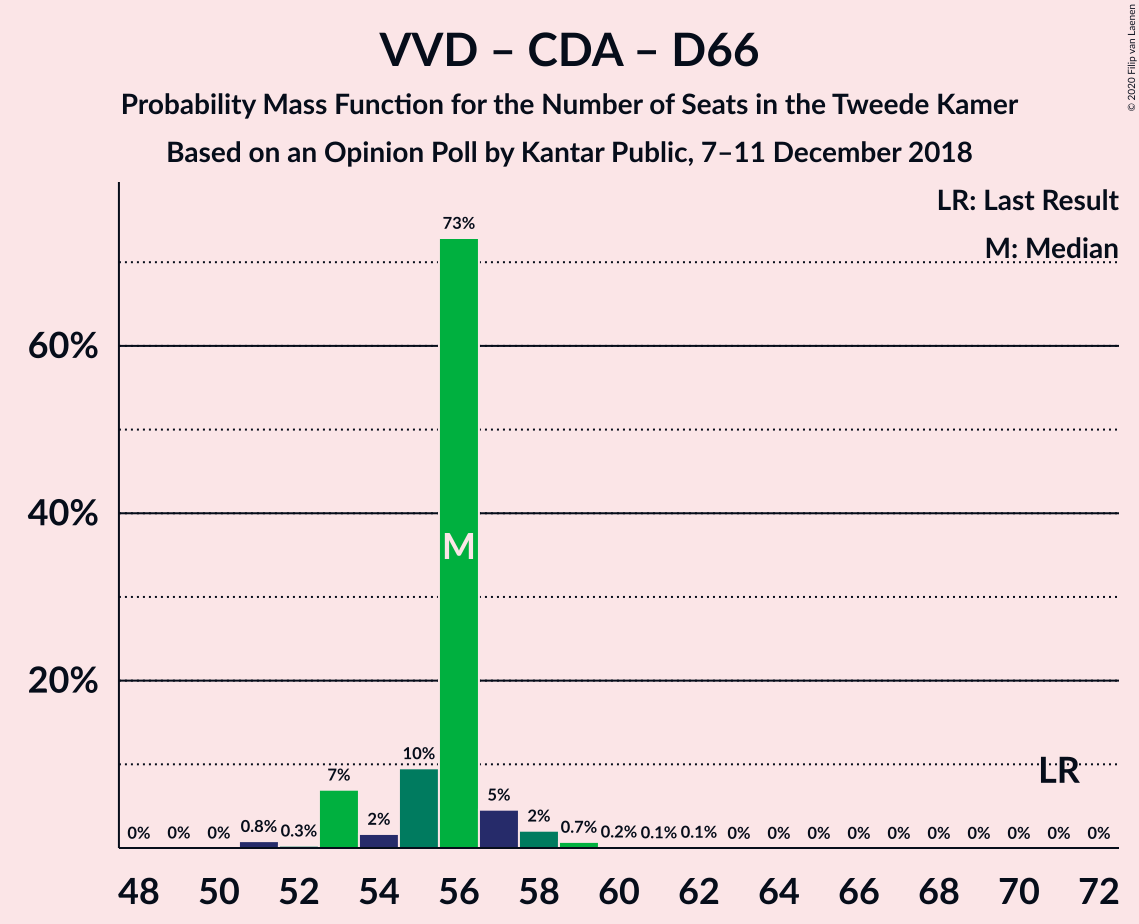 VVD – CDA – D66
Probability Mass Function for the Number of Seats in the Tweede Kamer
Based on an Opinion Poll by Kantar Public, 7–11 December 2018
© 2020 Filip van Laenen
LR: Last Result
M: Median
60%
40%
20%
0% 0% 0% 0.8% 0.3% 7% 2% 10% 73% 5% 2% 0.7% 0.2% 0.1% 0.1% 0% 0% 0% 0% 0% 0% 0% 0% 0% 0%
M
LR
48 50 52 54 56 58 60 62 64 66 68 70 72